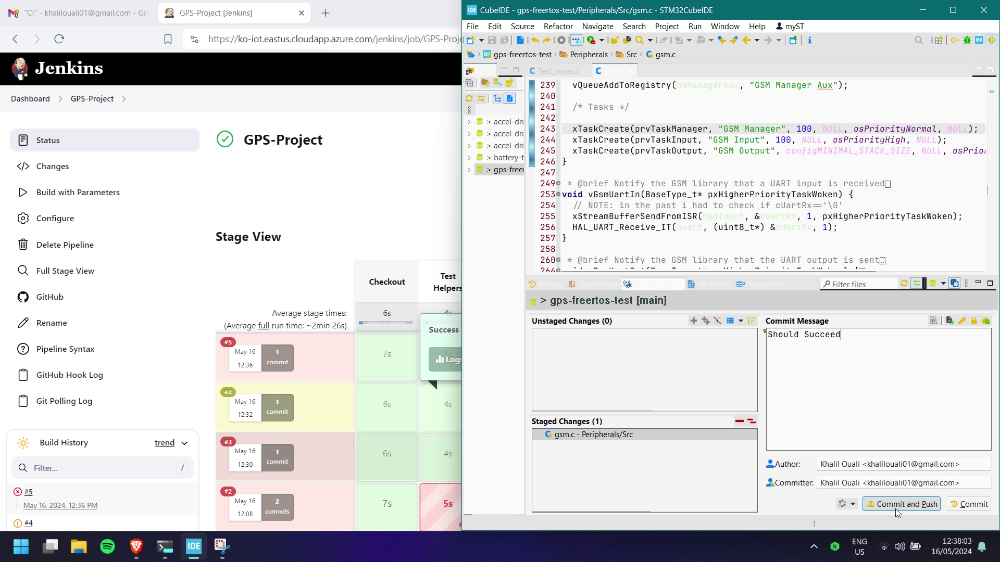 "CI" - khalilouali01@gmail.com - Gm
GPS-Project [Jenkins]
https://ko-iot.eastus.cloudapp.azure.com/jenkins/job/GPS-Proje
Jenkins
Dashboard
GPS-Project
Status
Changes
Build with Parameters
Configure
Delete Pipeline
Full Stage View
GitHub
Rename
Pipeline Syntax
GitHub Hook Log
Git Polling Log
Build History
trend
Filter...
/
#5
May 16, 2024, 12:36 PM
#4
GPS-Project
Stage View
Checkout
Test
Helpers
Average stage times:
(Average full run time: ~2min 26s)
6s
4s
#5
May 16
12:36
1
commit
7s
Success
Logs
#4
May 16
12:32
1
commit
6s
4s
#3
May 16
12:30
1
commit
6s
4s
#2
May 16
12:08
2
commits
7s
5s
IDE
CubeIDE - gps-freertos-test/Peripherals/Src/gsm.c - STM32CubeIDE
File Edit Source Refactor Navigate Search Project Run Window Help myST
gps-freertos-test
Peripherals
Src
gsm.c
git
Test_nmea.c
gsm.c
> accel-dri
> accel-dri
> accel-dri
> battery-t
> gps-freer
239 vQueueAddToRegistry(hqManagerAux, "GSM Manager Aux");
240
241 /* Tasks */
242
243 xTaskCreate(prvTaskManager, "GSM Manager", 100, NULL, osPriorityNormal, NULL);
244 xTaskCreate(prvTaskInput, "GSM Input", 100, NULL, osPriorityHigh, NULL);
245 xTaskCreate(prvTaskOutput, "GSM Output", configMINIMAL_STACK_SIZE, NULL, osPrior
246 }
247
249 * @brief Notify the GSM library that a UART input is received
253 void vGsmUartIn(BaseType_t* pxHigherPriorityTaskWoken) {
254 // NOTE: in the past i had to check if cUartRx=='\0'
255 xStreamBufferSendFromISR(hsbInput, &cUartRx, 1, pxHigherPriorityTaskWoken);
256 HAL_UART_Receive_IT(huart, (uint8_t*) &cUartRx, 1);
257 }
258
260 * @brief Notify the GSM library that the UART output is sent
264
History
Synchronize
git
Git Reflog
Properties
Filter files
> gps-freertos-test [main]
Unstaged Changes (0)
Staged Changes (1)
gsm.c - Peripherals/Src
Commit Message
Should Succeed
Author:
Khalil Ouali <khalilouali01@gmail.com>
Committer:
Khalil Ouali <khalilouali01@gmail.com>
Commit and Push
Commit
IDE
ENG
US
12:38:03
16/05/2024